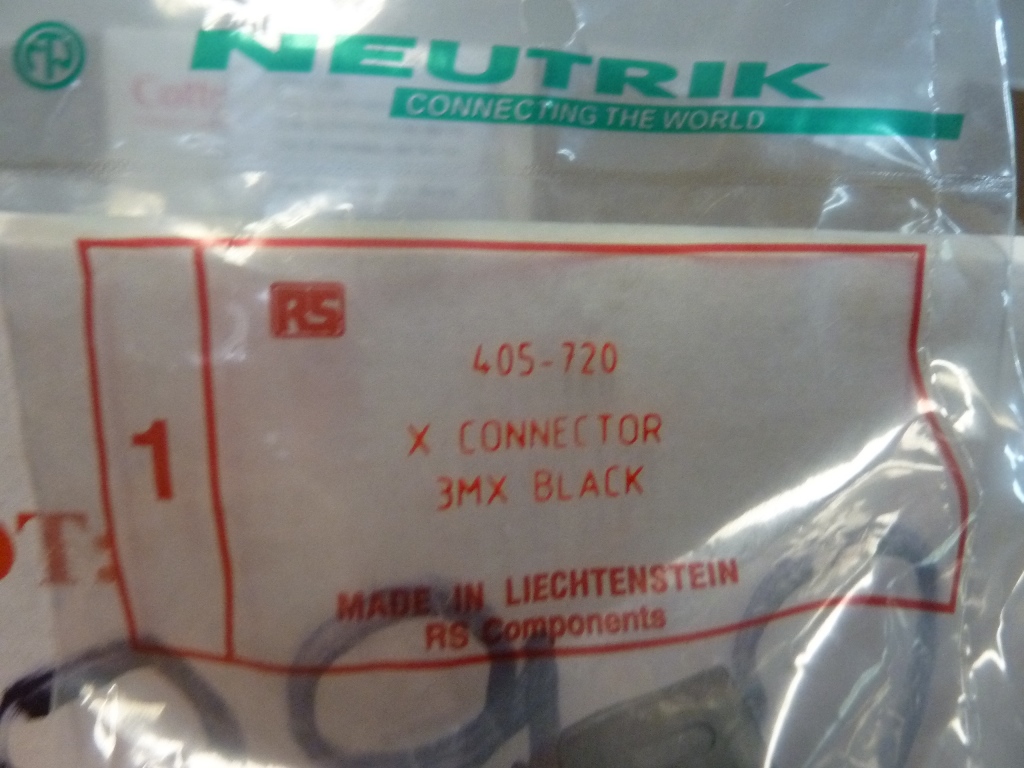 NEUTRIK
CONNECTING THE WORLD
RS
405-720
1
X CONNECTOR
3MX BLACK
MADE IN LIECHTENSTEIN
RS Components